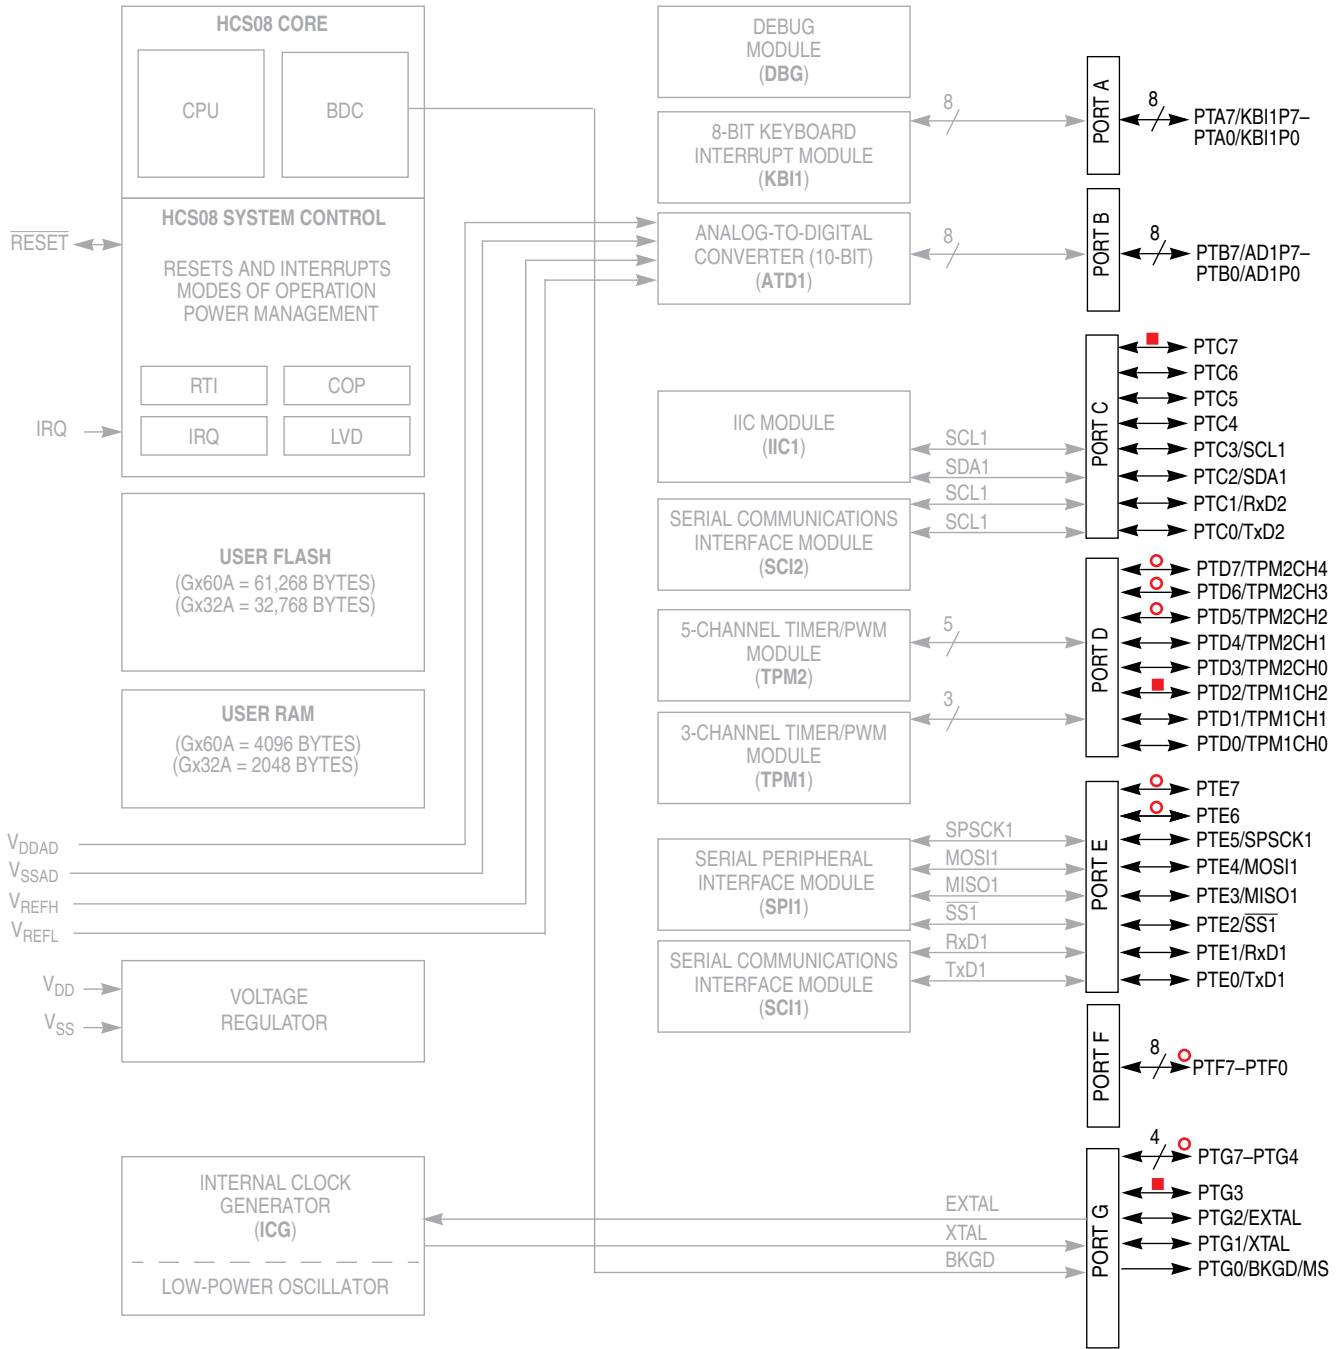 HCS08 CORE
CPU
BDC
HCS08 SYSTEM CONTROL
RESET
RESETS AND INTERRUPTS
MODES OF OPERATION
POWER MANAGEMENT
RTI
COP
IRQ
IRQ
LVD
USER FLASH
(Gx60A = 61,268 BYTES)
(Gx32A = 32,768 BYTES)
USER RAM
(Gx60A = 4096 BYTES)
(Gx32A = 2048 BYTES)
VDDAD
VSSAD
VREFH
VREFL
VDD
VSS
VOLTAGE
REGULATOR
INTERNAL CLOCK
GENERATOR
(ICG)
LOW-POWER OSCILLATOR
DEBUG
MODULE
(DBG)
8-BIT KEYBOARD
INTERRUPT MODULE
(KBI1)
8
ANALOG-TO-DIGITAL
CONVERTER (10-BIT)
(ATD1)
8
IIC MODULE
(IIC1)
SCL1
SDA1
SERIAL COMMUNICATIONS
INTERFACE MODULE
(SCI2)
SCL1
SCL1
5-CHANNEL TIMER/PWM
MODULE
(TPM2)
5
3-CHANNEL TIMER/PWM
MODULE
(TPM1)
3
SERIAL PERIPHERAL
INTERFACE MODULE
(SPI1)
SPSCK1
MOSI1
MISO1
SS1
SERIAL COMMUNICATIONS
INTERFACE MODULE
(SCI1)
RxD1
TxD1
EXTAL
XTAL
BKGD
PORT A
8
PTA7/KBI1P7–
PTA0/KBI1P0
PORT B
8
PTB7/AD1P7–
PTB0/AD1P0
PORT C
PTC7
PTC6
PTC5
PTC4
PTC3/SCL1
PTC2/SDA1
PTC1/RxD2
PTC0/TxD2
PORT D
PTD7/TPM2CH4
PTD6/TPM2CH3
PTD5/TPM2CH2
PTD4/TPM2CH1
PTD3/TPM2CH0
PTD2/TPM1CH2
PTD1/TPM1CH1
PTD0/TPM1CH0
PORT E
PTE7
PTE6
PTE5/SPSCK1
PTE4/MOSI1
PTE3/MISO1
PTE2/SS1
PTE1/RxD1
PTE0/TxD1
PORT F
8
PTF7–PTF0
PORT G
4
PTG7–PTG4
PTG3
PTG2/EXTAL
PTG1/XTAL
PTG0/BKGD/MS